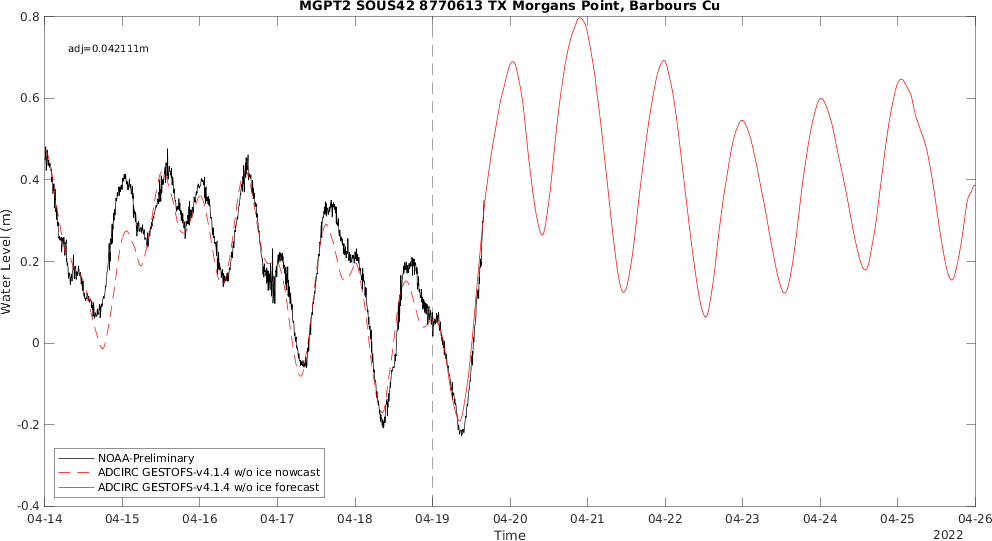 MGPT2 SOUS42 8770613 TX Morgans Point, Barbours Cu
adj=0.042111m
0.8
0.6
0.4
0.2
0
-0.2
-0.4
Water Level (m)
NOAA-Preliminary
ADCIRC GESTOFS-v4.1.4 w/o ice nowcast
ADCIRC GESTOFS-v4.1.4 w/o ice forecast
04-14 04-15 04-16 04-17 04-18 04-19 04-20 04-21 04-22 04-23 04-24 04-25 04-26
Time
2022